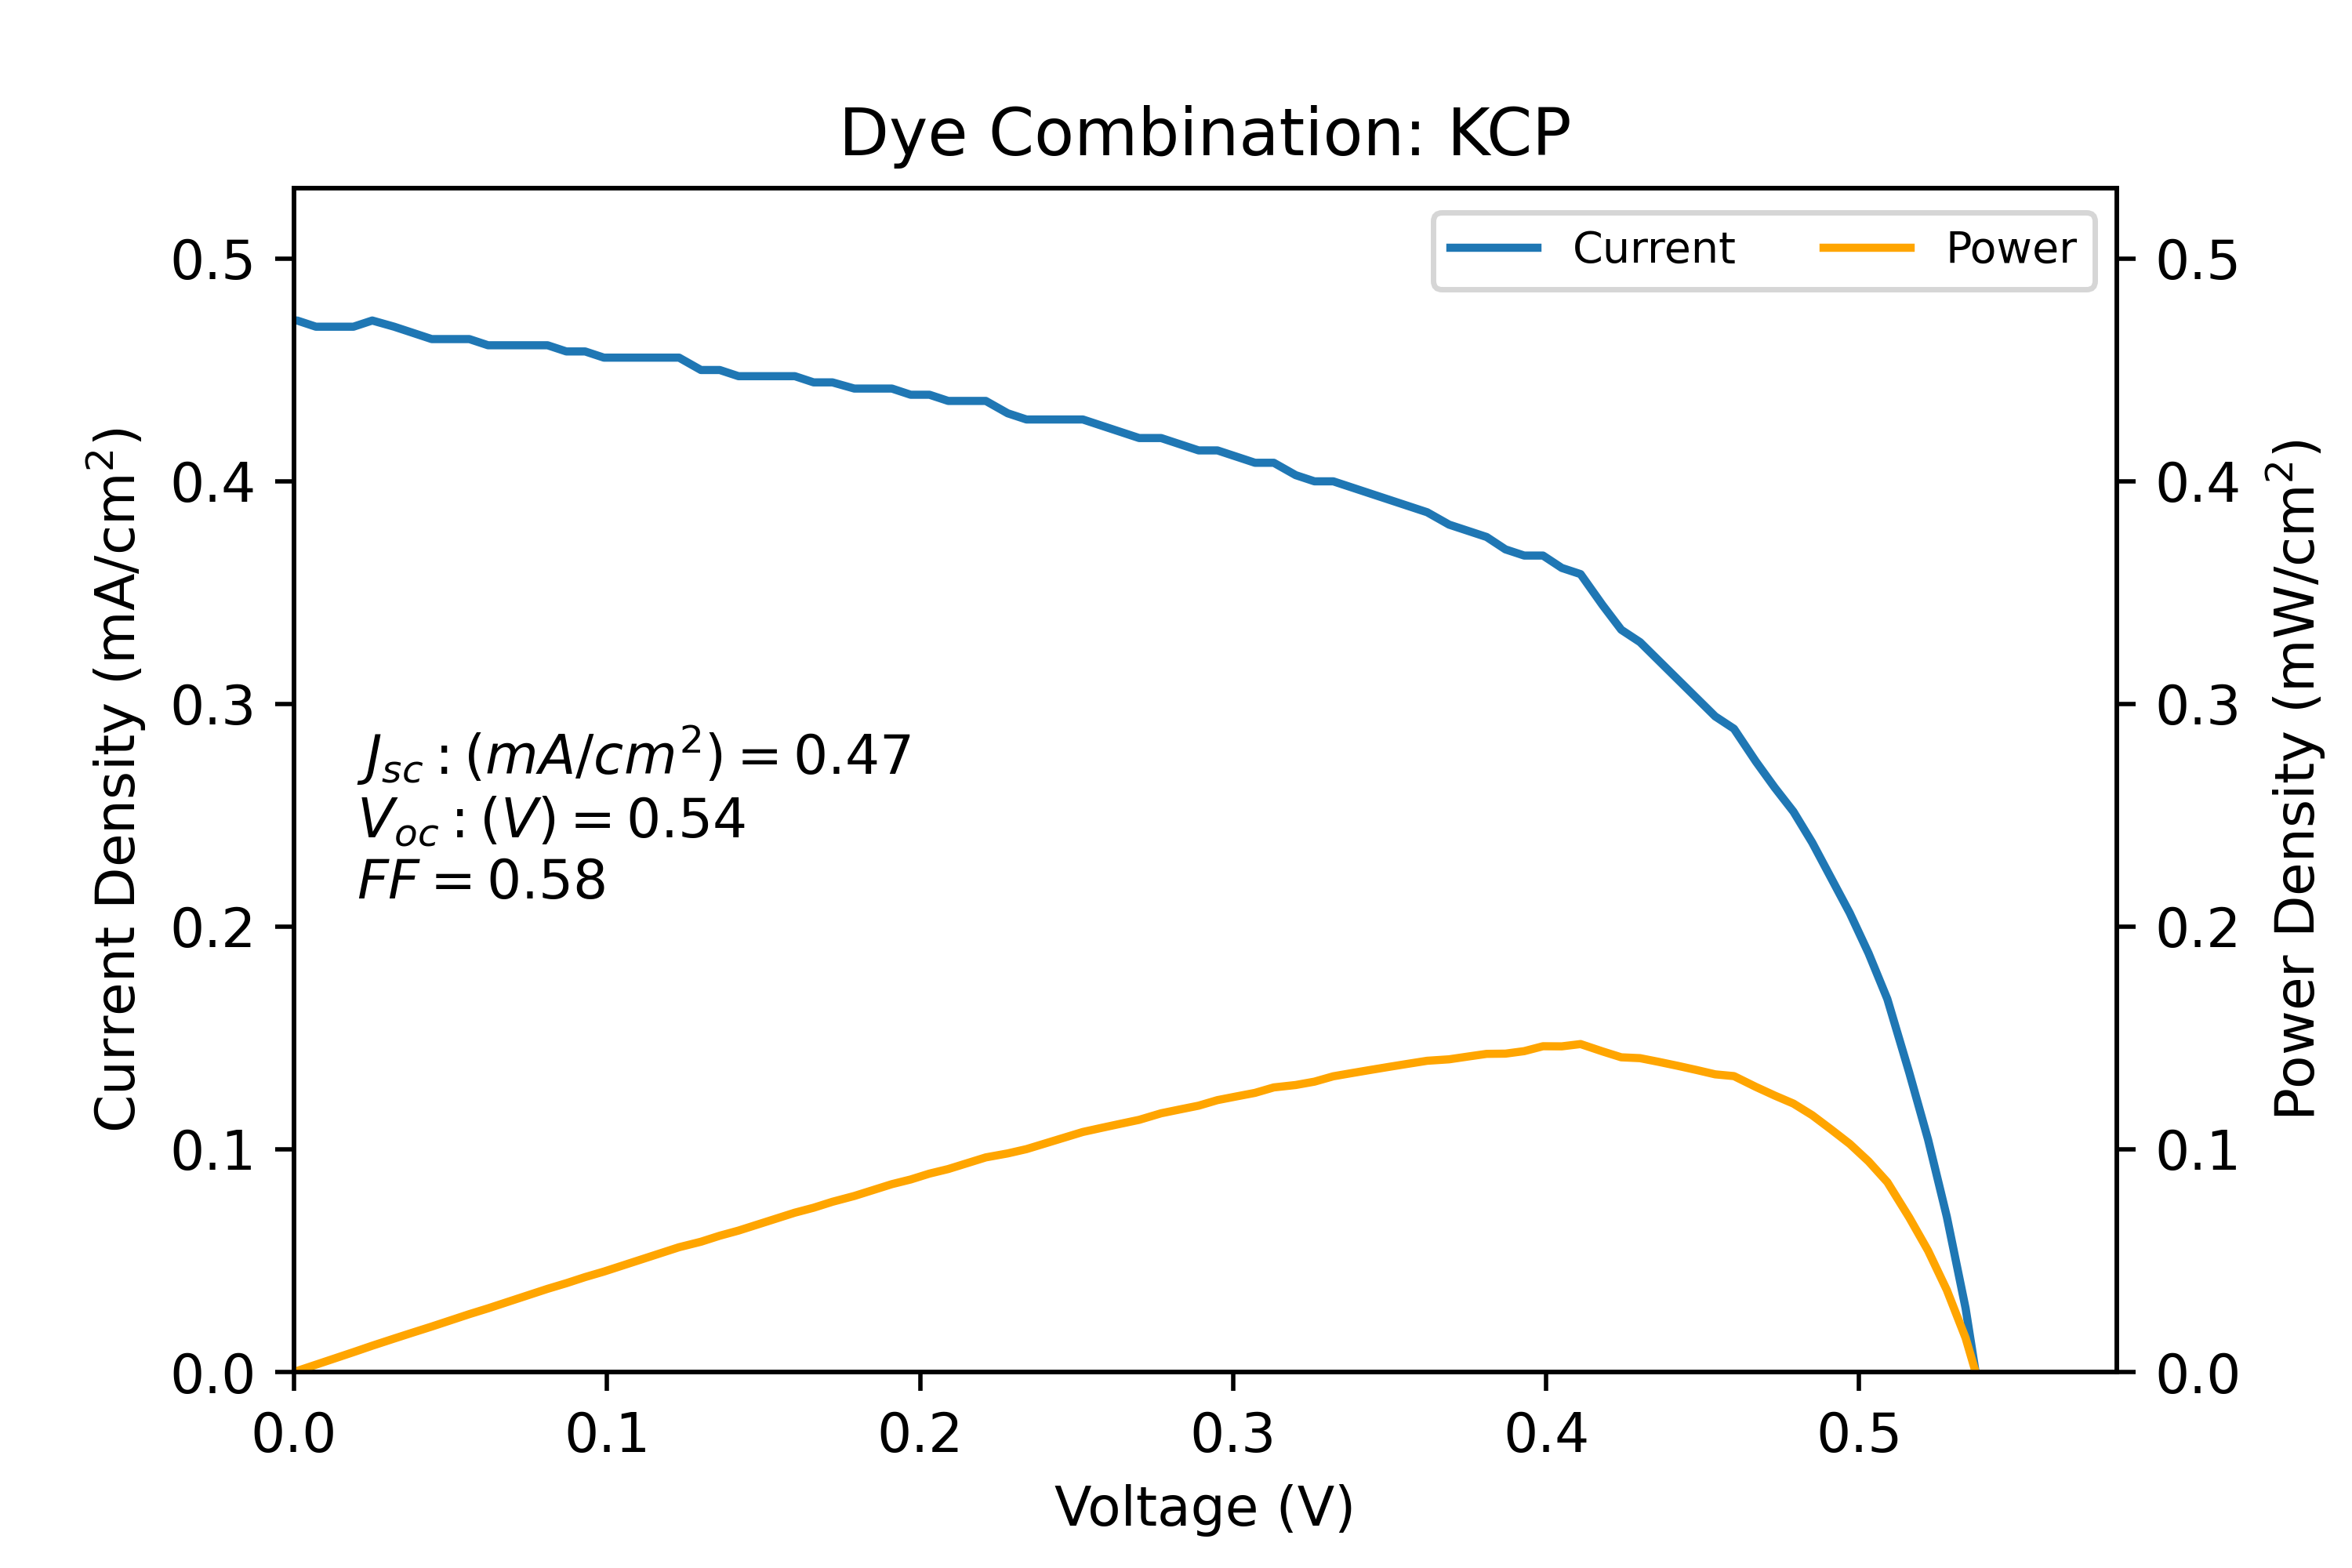 Dye Combination: KCP
Current Power
0.5
0.4
0.3
0.2
0.1
0.0
Current Density (mA/cm²)
J_sc : (mA/cm²) = 0.47
V_oc : (V) = 0.54
FF = 0.58
0.5
0.4
0.3
0.2
0.1
0.0
Power Density (mW/cm²)
0.0 0.1 0.2 0.3 0.4 0.5
Voltage (V)